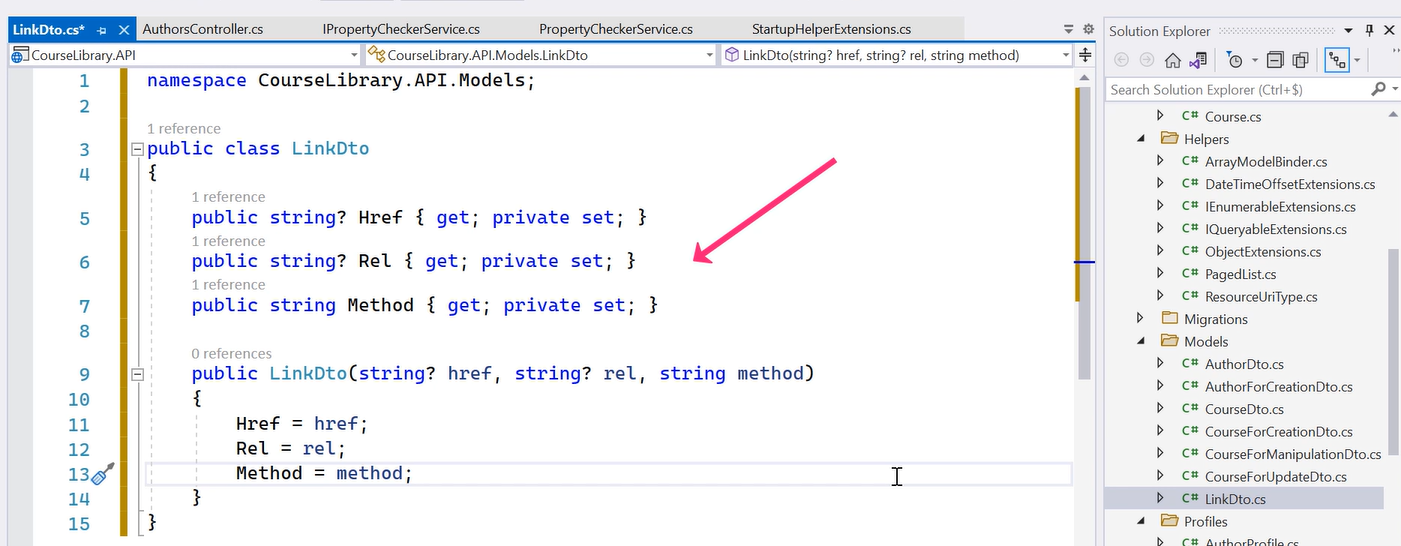 LinkDto.cs*
AuthorsController.cs
IPropertyCheckerService.cs
PropertyCheckerService.cs
StartupHelperExtensions.cs
CourseLibrary.API
CourseLibrary.API.Models.LinkDto
LinkDto(string? href, string? rel, string method)
1 namespace CourseLibrary.API.Models;
2
1 reference
3 public class LinkDto
4 {
1 reference
5 public string? Href { get; private set; }
1 reference
6 public string? Rel { get; private set; }
1 reference
7 public string Method { get; private set; }
8
0 references
9 public LinkDto(string? href, string? rel, string method)
10 {
11 Href = href;
12 Rel = rel;
13 Method = method;
14 }
15 }
Solution Explorer
Search Solution Explorer (Ctrl+$)
C# Course.cs
Helpers
C# ArrayModelBinder.cs
C# DateTimeOffsetExtensions.cs
C# IEnumerableExtensions.cs
C# IQueryableExtensions.cs
C# ObjectExtensions.cs
C# PagedList.cs
C# ResourceUriType.cs
Migrations
Models
C# AuthorDto.cs
C# AuthorForCreationDto.cs
C# CourseDto.cs
C# CourseForCreationDto.cs
C# CourseForManipulationDto.cs
C# CourseForUpdateDto.cs
C# LinkDto.cs
Profiles
C# AuthorProfile.cs